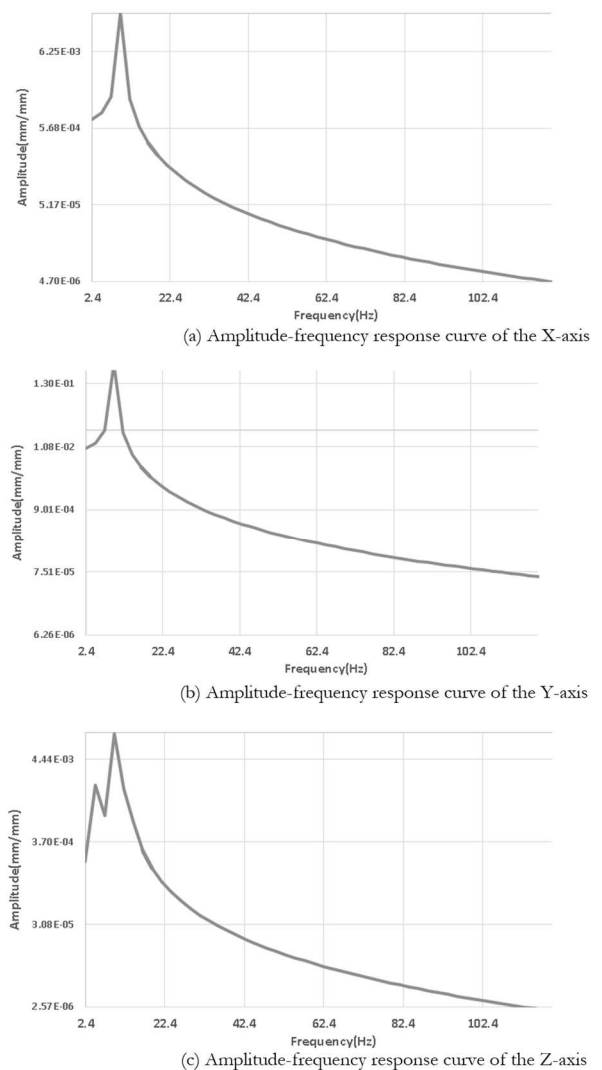 Amplitude(mm/mm)
6.25E-03
5.68E-04
5.17E-05
4.70E-06
2.4 22.4 42.4 62.4 82.4 102.4
Frequency(Hz)
(a) Amplitude-frequency response curve of the X-axis
Amplitude(mm/mm)
1.30E-01
1.08E-02
9.01E-04
7.51E-05
6.26E-06
2.4 22.4 42.4 62.4 82.4 102.4
Frequency(Hz)
(b) Amplitude-frequency response curve of the Y-axis
Amplitude(mm/mm)
4.44E-03
3.70E-04
3.08E-05
2.57E-06
2.4 22.4 42.4 62.4 82.4 102.4
Frequency(Hz)
(c) Amplitude-frequency response curve of the Z-axis